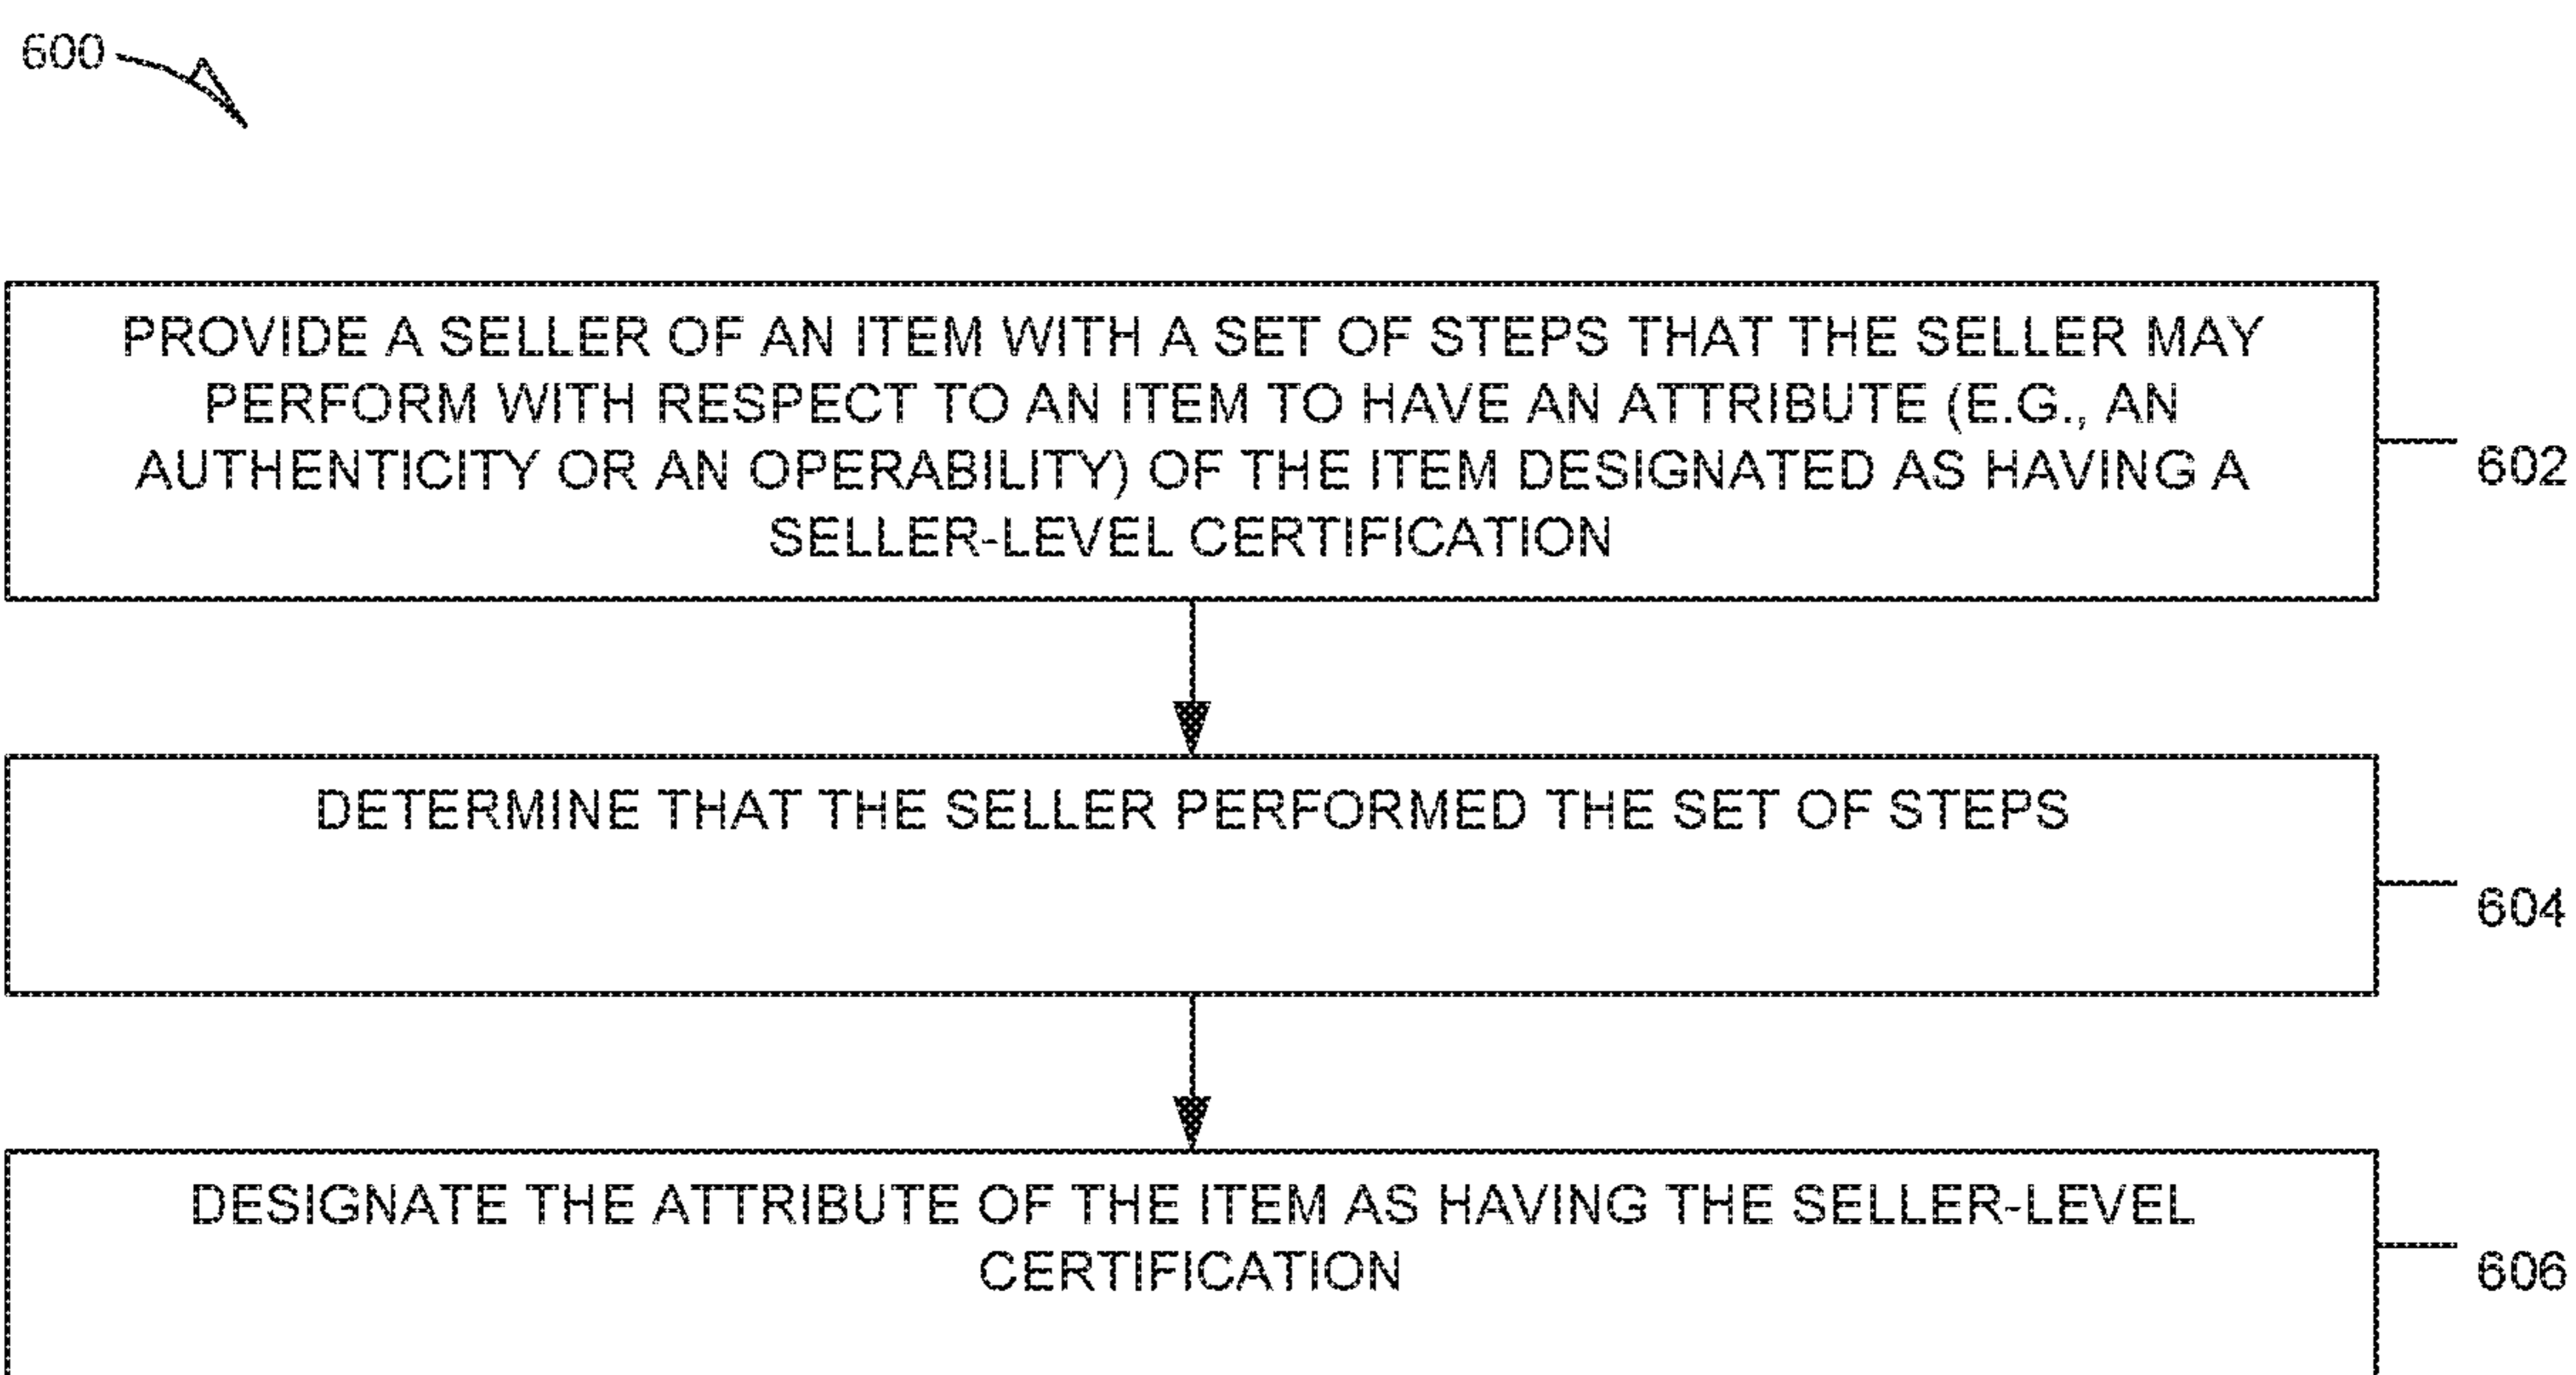 600
PROVIDE A SELLER OF AN ITEM WITH A SET OF STEPS THAT THE SELLER MAY
PERFORM WITH RESPECT TO AN ITEM TO HAVE AN ATTRIBUTE (E.G., AN
AUTHENTICITY OR AN OPERABILITY) OF THE ITEM DESIGNATED AS HAVING A
SELLER-LEVEL CERTIFICATION
602
DETERMINE THAT THE SELLER PERFORMED THE SET OF STEPS
604
DESIGNATE THE ATTRIBUTE OF THE ITEM AS HAVING THE SELLER-LEVEL
CERTIFICATION
606